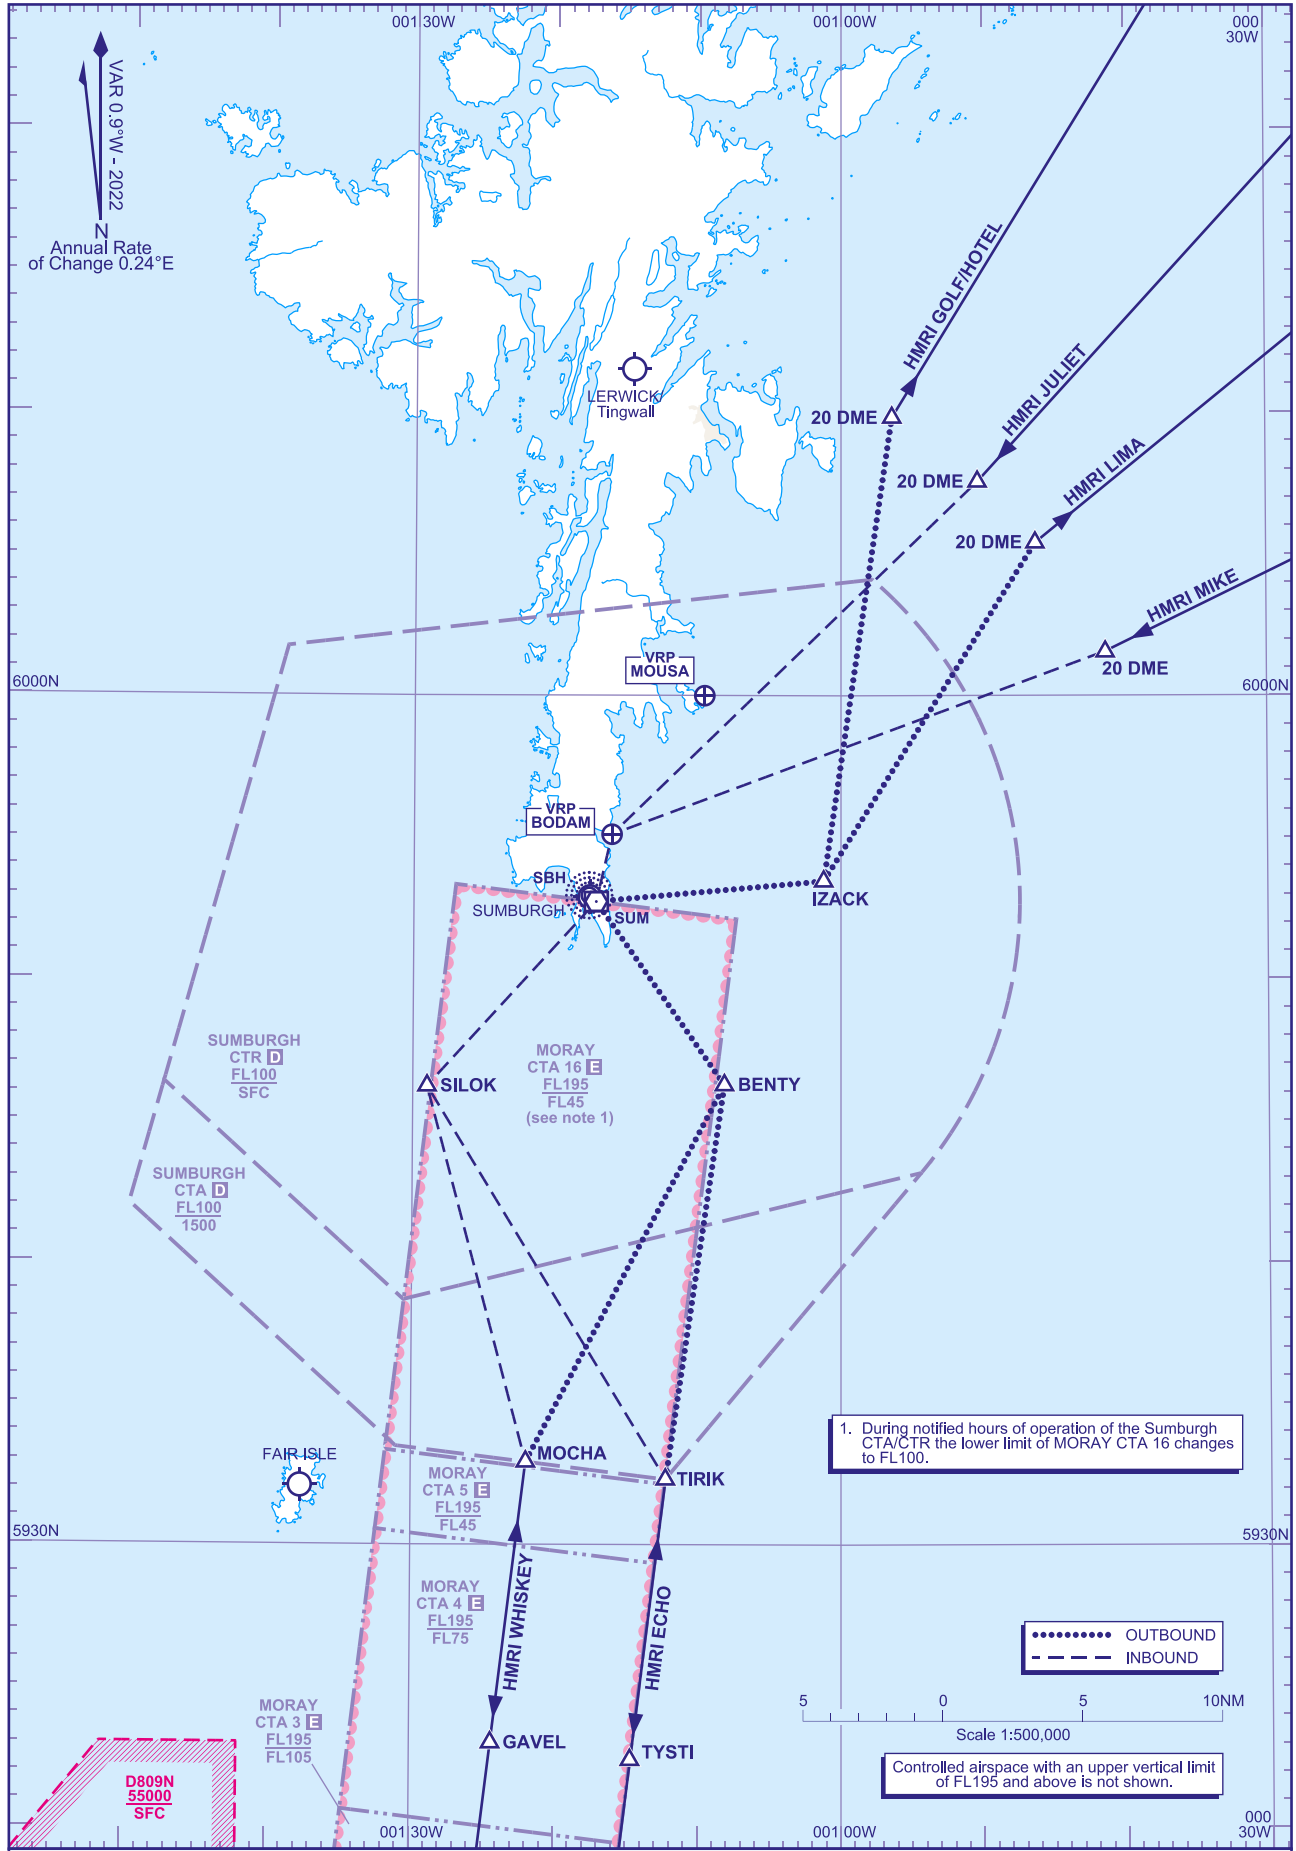 001:30W
001:00W
000
30W
VAR 0.9°W - 2022
N
Annual Rate
of Change 0.24°E
HMRI GOLF/HOTEL
HMRI JULIET
LERWICK
Tingwall
20 DME
HMRI LIMA
20 DME
20 DME
HMRI MIKE
20 DME
VRP
MOUSA
6000N
6000N
VRP
BODAM
SBH
SUMBURGH
SUM
IZACK
SUMBURGH
CTR D
FL100
SFC
MORAY
CTA 16 E
FL195
FL45
(see note 1)
SILOK
BENTY
SUMBURGH
CTA D
FL100
1500
1. During notified hours of operation of the Sumburgh
CTA/CTR the lower limit of MORAY CTA 16 changes
to FL100.
FAIR ISLE
MOCHA
TIRIK
MORAY
CTA 5 E
FL195
FL45
5930N
5930N
MORAY
CTA 4 E
FL195
FL75
HMRI WHISKEY
HMRI ECHO
OUTBOUND
INBOUND
MORAY
CTA 3 E
FL195
FL105
5 0 5 10NM
Scale 1:500,000
GAVEL
TYSTI
Controlled airspace with an upper vertical limit
of FL195 and above is not shown.
D809N
55000
SFC
001:30W
001:00W
000
30W